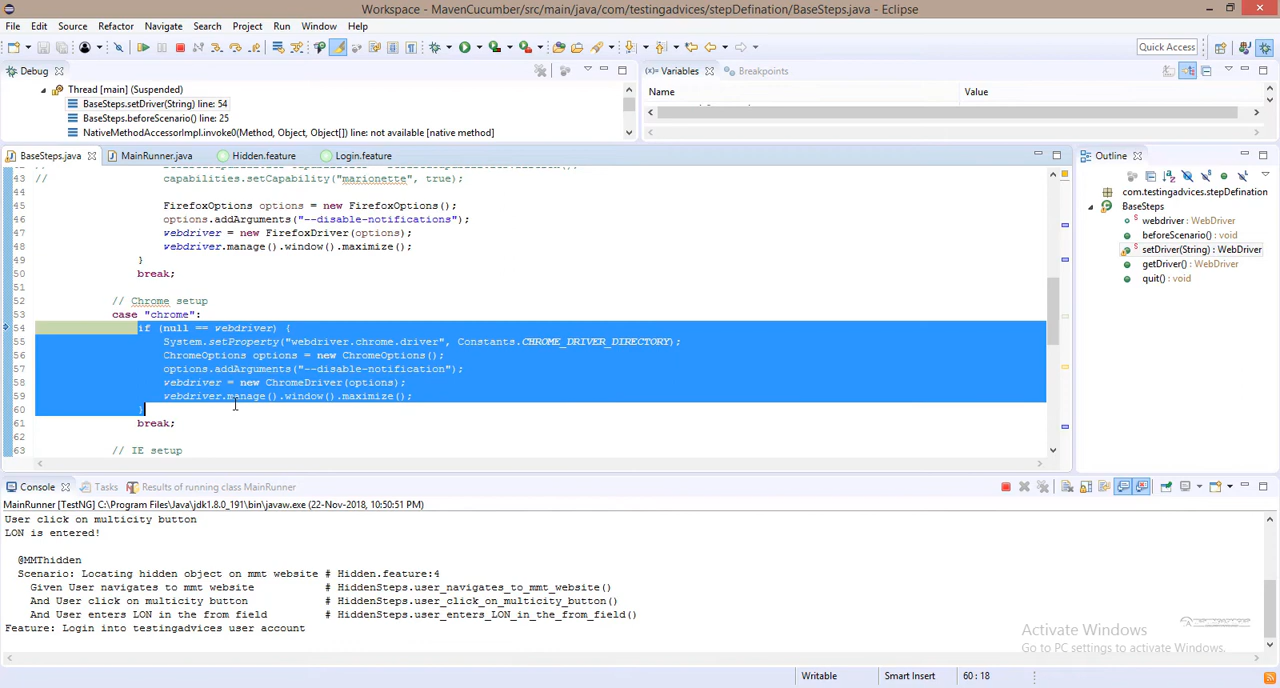 Workspace - MavenCucumber/src/main/java/com/testingadvices/stepDefination/BaseSteps.java - Eclipse
File Edit Source Refactor Navigate Search Project Run Window Help
Quick Access
Debug
Thread [main] (Suspended)
BaseSteps.setDriver(String) line: 54
BaseSteps.beforeScenario() line: 25
NativeMethodAccessorImpl.invoke0(Method, Object, Object[]) line: not available [native method]
Variables Breakpoints
Name Value
BaseSteps.java MainRunner.java Hidden.feature Login.feature
43 // capabilities.setCapability("marionette", true);
44
45 FirefoxOptions options = new FirefoxOptions();
46 options.addArguments("--disable-notifications");
47 webdriver = new FirefoxDriver(options);
48 webdriver.manage().window().maximize();
49 }
50 break;
51
52 // Chrome setup
53 case "chrome":
54 if (null == webdriver) {
55 System.setProperty("webdriver.chrome.driver", Constants.CHROME_DRIVER_DIRECTORY);
56 ChromeOptions options = new ChromeOptions();
57 options.addArguments("--disable-notification");
58 webdriver = new ChromeDriver(options);
59 webdriver.manage().window().maximize();
60 }
61 break;
62
63 // IE setup
Outline
com.testingadvices.stepDefination
BaseSteps
webdriver : WebDriver
beforeScenario() : void
setDriver(String) : WebDriver
getDriver() : WebDriver
quit() : void
Console Tasks Results of running class MainRunner
MainRunner [TestNG] C:\Program Files\Java\jdk1.8.0_191\bin\javaw.exe (22-Nov-2018, 10:50:51 PM)
User click on multicity button
LON is entered!
@MMThidden
Scenario: Locating hidden object on mmt website # Hidden.feature:4
Given User navigates to mmt website # HiddenSteps.user_navigates_to_mmt_website()
And User click on multicity button # HiddenSteps.user_click_on_multicity_button()
And User enters LON in the from field # HiddenSteps.user_enters_LON_in_the_from_field()
Feature: Login into testingadvices user account
Activate Windows
Go to PC settings to activate Windows.
Writable Smart Insert 60 : 18